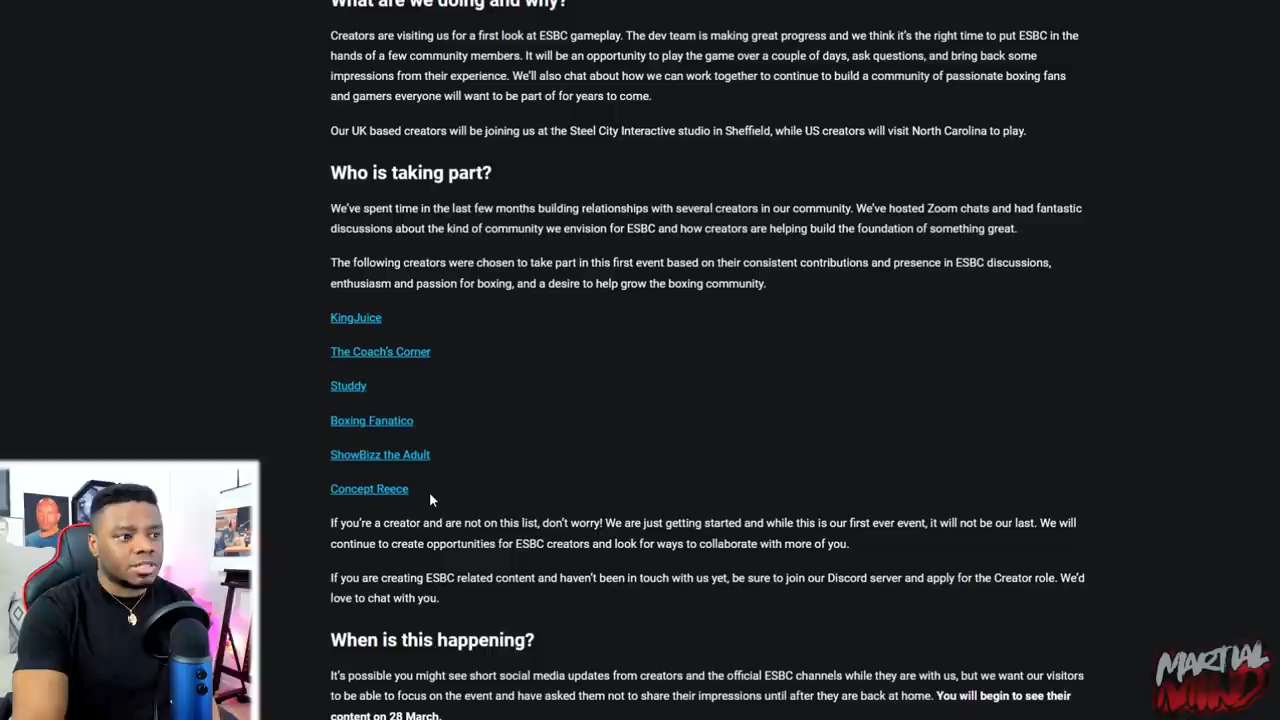 What are we doing and why?
Creators are visiting us for a first look at ESBC gameplay. The dev team is making great progress and we think it's the right time to put ESBC in the
hands of a few community members. It will be an opportunity to play the game over a couple of days, ask questions, and bring back some
impressions from their experience. We'll also chat about how we can work together to continue to build a community of passionate boxing fans
and gamers everyone will want to be part of for years to come.
Our UK based creators will be joining us at the Steel City Interactive studio in Sheffield, while US creators will visit North Carolina to play.
Who is taking part?
We've spent time in the last few months building relationships with several creators in our community. We've hosted Zoom chats and had fantastic
discussions about the kind of community we envision for ESBC and how creators are helping build the foundation of something great.
The following creators were chosen to take part in this first event based on their consistent contributions and presence in ESBC discussions,
enthusiasm and passion for boxing, and a desire to help grow the boxing community.
KingJuice
The Coach's Corner
Studdy
Boxing Fanatico
ShowBizz the Adult
Concept Reece
If you're a creator and are not on this list, don't worry! We are just getting started and while this is our first ever event, it will not be our last. We will
continue to create opportunities for ESBC creators and look for ways to collaborate with more of you.
If you are creating ESBC related content and haven't been in touch with us yet, be sure to join our Discord server and apply for the Creator role. We'd
love to chat with you.
When is this happening?
It's possible you might see short social media updates from creators and the official ESBC channels while they are with us, but we want our visitors
to be able to focus on the event and have asked them not to share their impressions until after they are back at home. You will begin to see their
content on 28 March.
MARTIAL
MIND